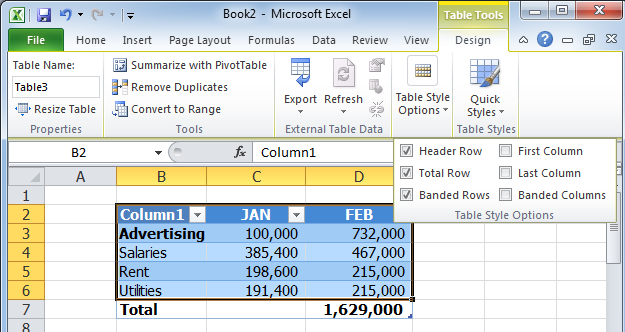 Book2 - Microsoft Excel Table Tools
File Home Insert Page Layout Formulas Data Review View Design
Table Name:
Table3
Resize Table
Properties
Summarize with PivotTable
Remove Duplicates
Convert to Range
Tools
Export Refresh
External Table Data
Table Style
Options
Quick
Styles
Table Styles
Header Row First Column
Total Row Last Column
Banded Rows Banded Columns
Table Style Options
B2 fx Column1
A B C D
1
2 Column1 JAN FEB
3 Advertising 100,000 732,000
4 Salaries 385,400 467,000
5 Rent 198,600 215,000
6 Utilities 191,400 215,000
7 Total 1,629,000
8